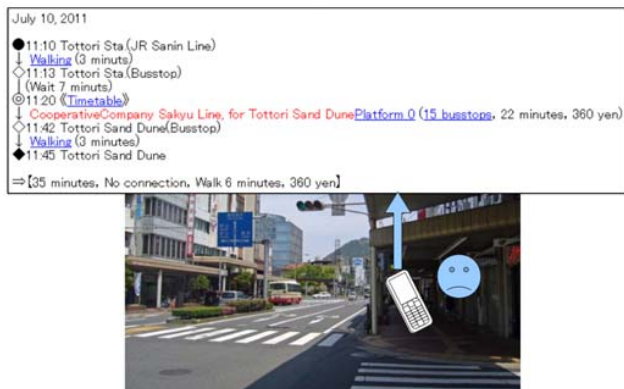 July 10, 2011
●11:10 Tottori Sta.(JR Sanin Line)
↓ Walking (3 minuts)
◇11:13 Tottori Sta.(Busstop)
｜(Wait 7 minuts)
◎11:20 《Timetable》
↓ CooperativeCompany Sakyu Line, for Tottori Sand DunePlatform 0 (15 busstops, 22 minutes, 360 yen)
◇11:42 Tottori Sand Dune(Busstop)
↓ Walking (3 minutes)
◆11:45 Tottori Sand Dune
⇒【35 minutes, No connection, Walk 6 minutes, 360 yen】